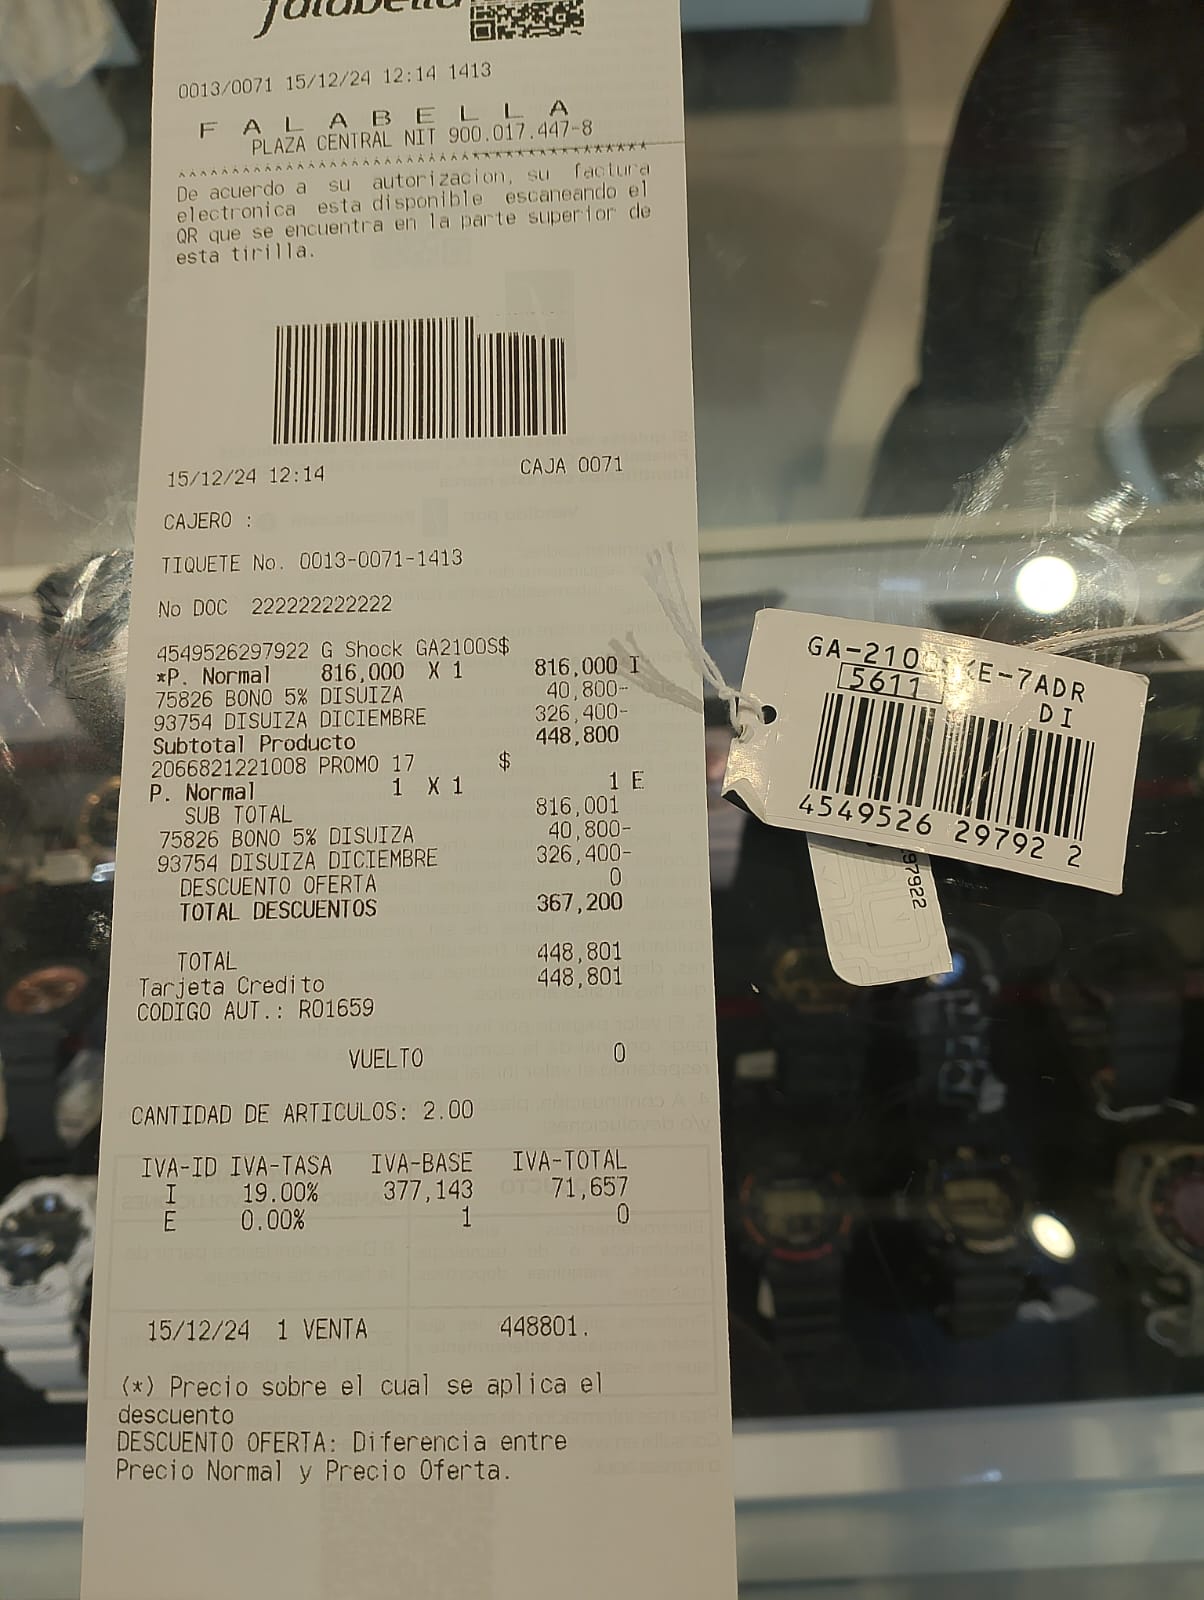 falabella
0013/0071 15/12/24 12:14 1413
F A L A B E L L A
PLAZA CENTRAL NIT 900.017.447-8
De acuerdo a su autorizacion, su factura
electronica esta disponible escaneando el
QR que se encuentra en la parte superior de
esta tirilla.
15/12/24 12:14 CAJA 0071
CAJERO :
TIQUETE No. 0013-0071-1413
No DOC 222222222222
4549526297922 G Shock GA2100S$
*P. Normal 816,000 X 1 816,000 I
75826 BONO 5% DISUIZA 40,800-
93754 DISUIZA DICIEMBRE 326,400-
Subtotal Producto 448,800
2066821221008 PROMO 17 $
P. Normal 1 X 1 1 E
SUB TOTAL 816,001
75826 BONO 5% DISUIZA 40,800-
93754 DISUIZA DICIEMBRE 326,400-
DESCUENTO OFERTA 0
TOTAL DESCUENTOS 367,200
TOTAL 448,801
Tarjeta Credito 448,801
CODIGO AUT.: R01659
VUELTO 0
CANTIDAD DE ARTICULOS: 2.00
IVA-ID IVA-TASA IVA-BASE IVA-TOTAL
I 19.00% 377,143 71,657
E 0.00% 1 0
15/12/24 1 VENTA 448801.
(*) Precio sobre el cual se aplica el
descuento
DESCUENTO OFERTA: Diferencia entre
Precio Normal y Precio Oferta.
5611
DI
4549526 29792 2
97922